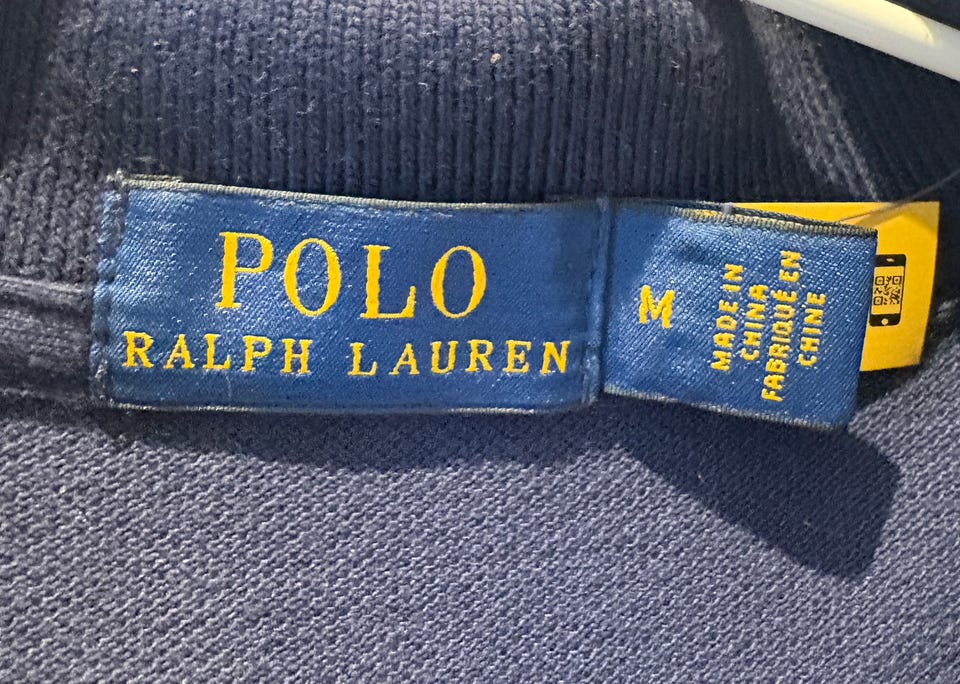 POLO
RALPH LAUREN
M
MADE IN
CHINA
FABRIQUÉ EN
CHINE